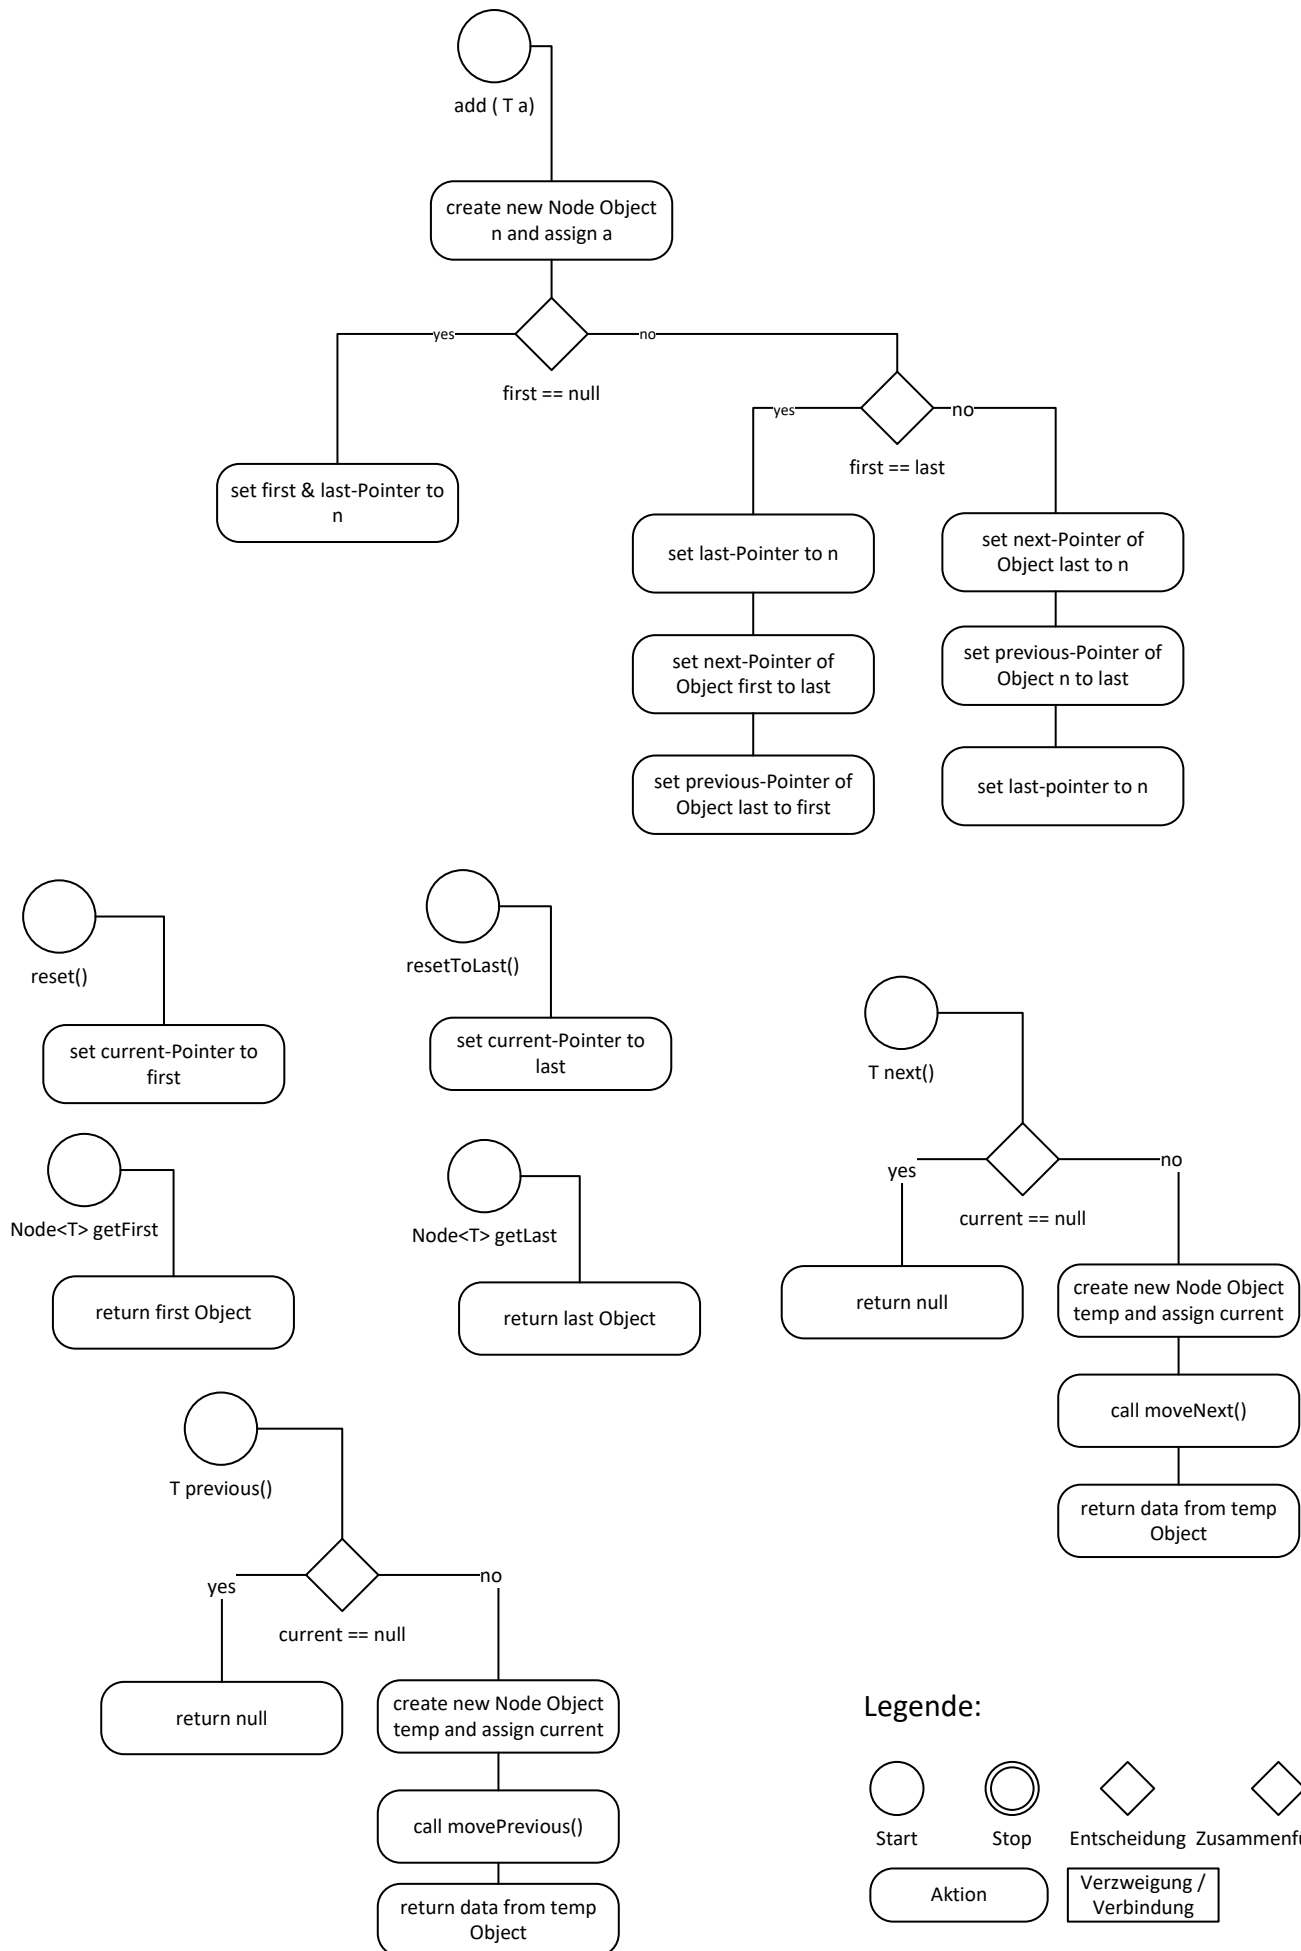 add ( T a)
create new Node Object
n and assign a
yes
no
first == null
yes
no
first == last
set first & last-Pointer to
n
set last-Pointer to n
set next-Pointer of
Object last to n
set next-Pointer of
Object first to last
set previous-Pointer of
Object n to last
set previous-Pointer of
Object last to first
set last-pointer to n
reset()
resetToLast()
set current-Pointer to
first
set current-Pointer to
last
T next()
yes
no
current == null
Node<T> getFirst
Node<T> getLast
return first Object
return last Object
return null
create new Node Object
temp and assign current
call moveNext()
return data from temp
Object
T previous()
yes
no
current == null
return null
create new Node Object
temp and assign current
call movePrevious()
return data from temp
Object
Legende:
Start
Stop
Entscheidung
Aktion
Verzweigung /
Verbindung